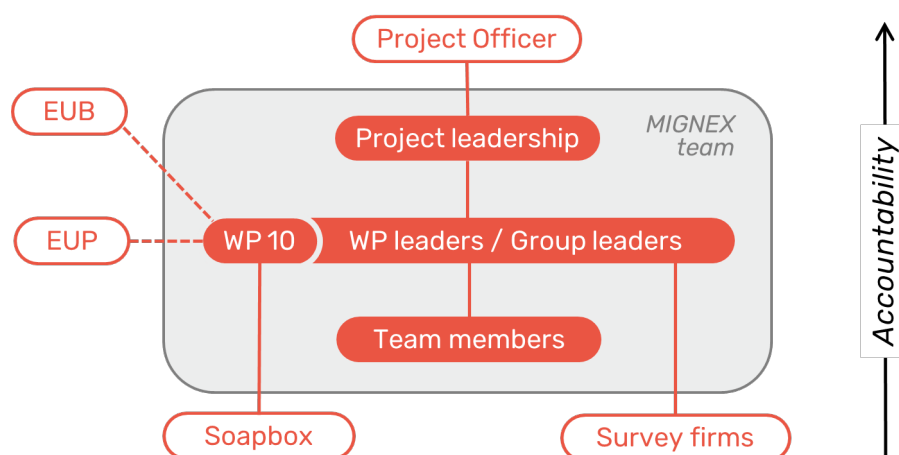 Project Officer
EUB
Project leadership
MIGNEX
team
EUP
WP 10
WP leaders / Group leaders
Team members
Soapbox
Survey firms
Accountability